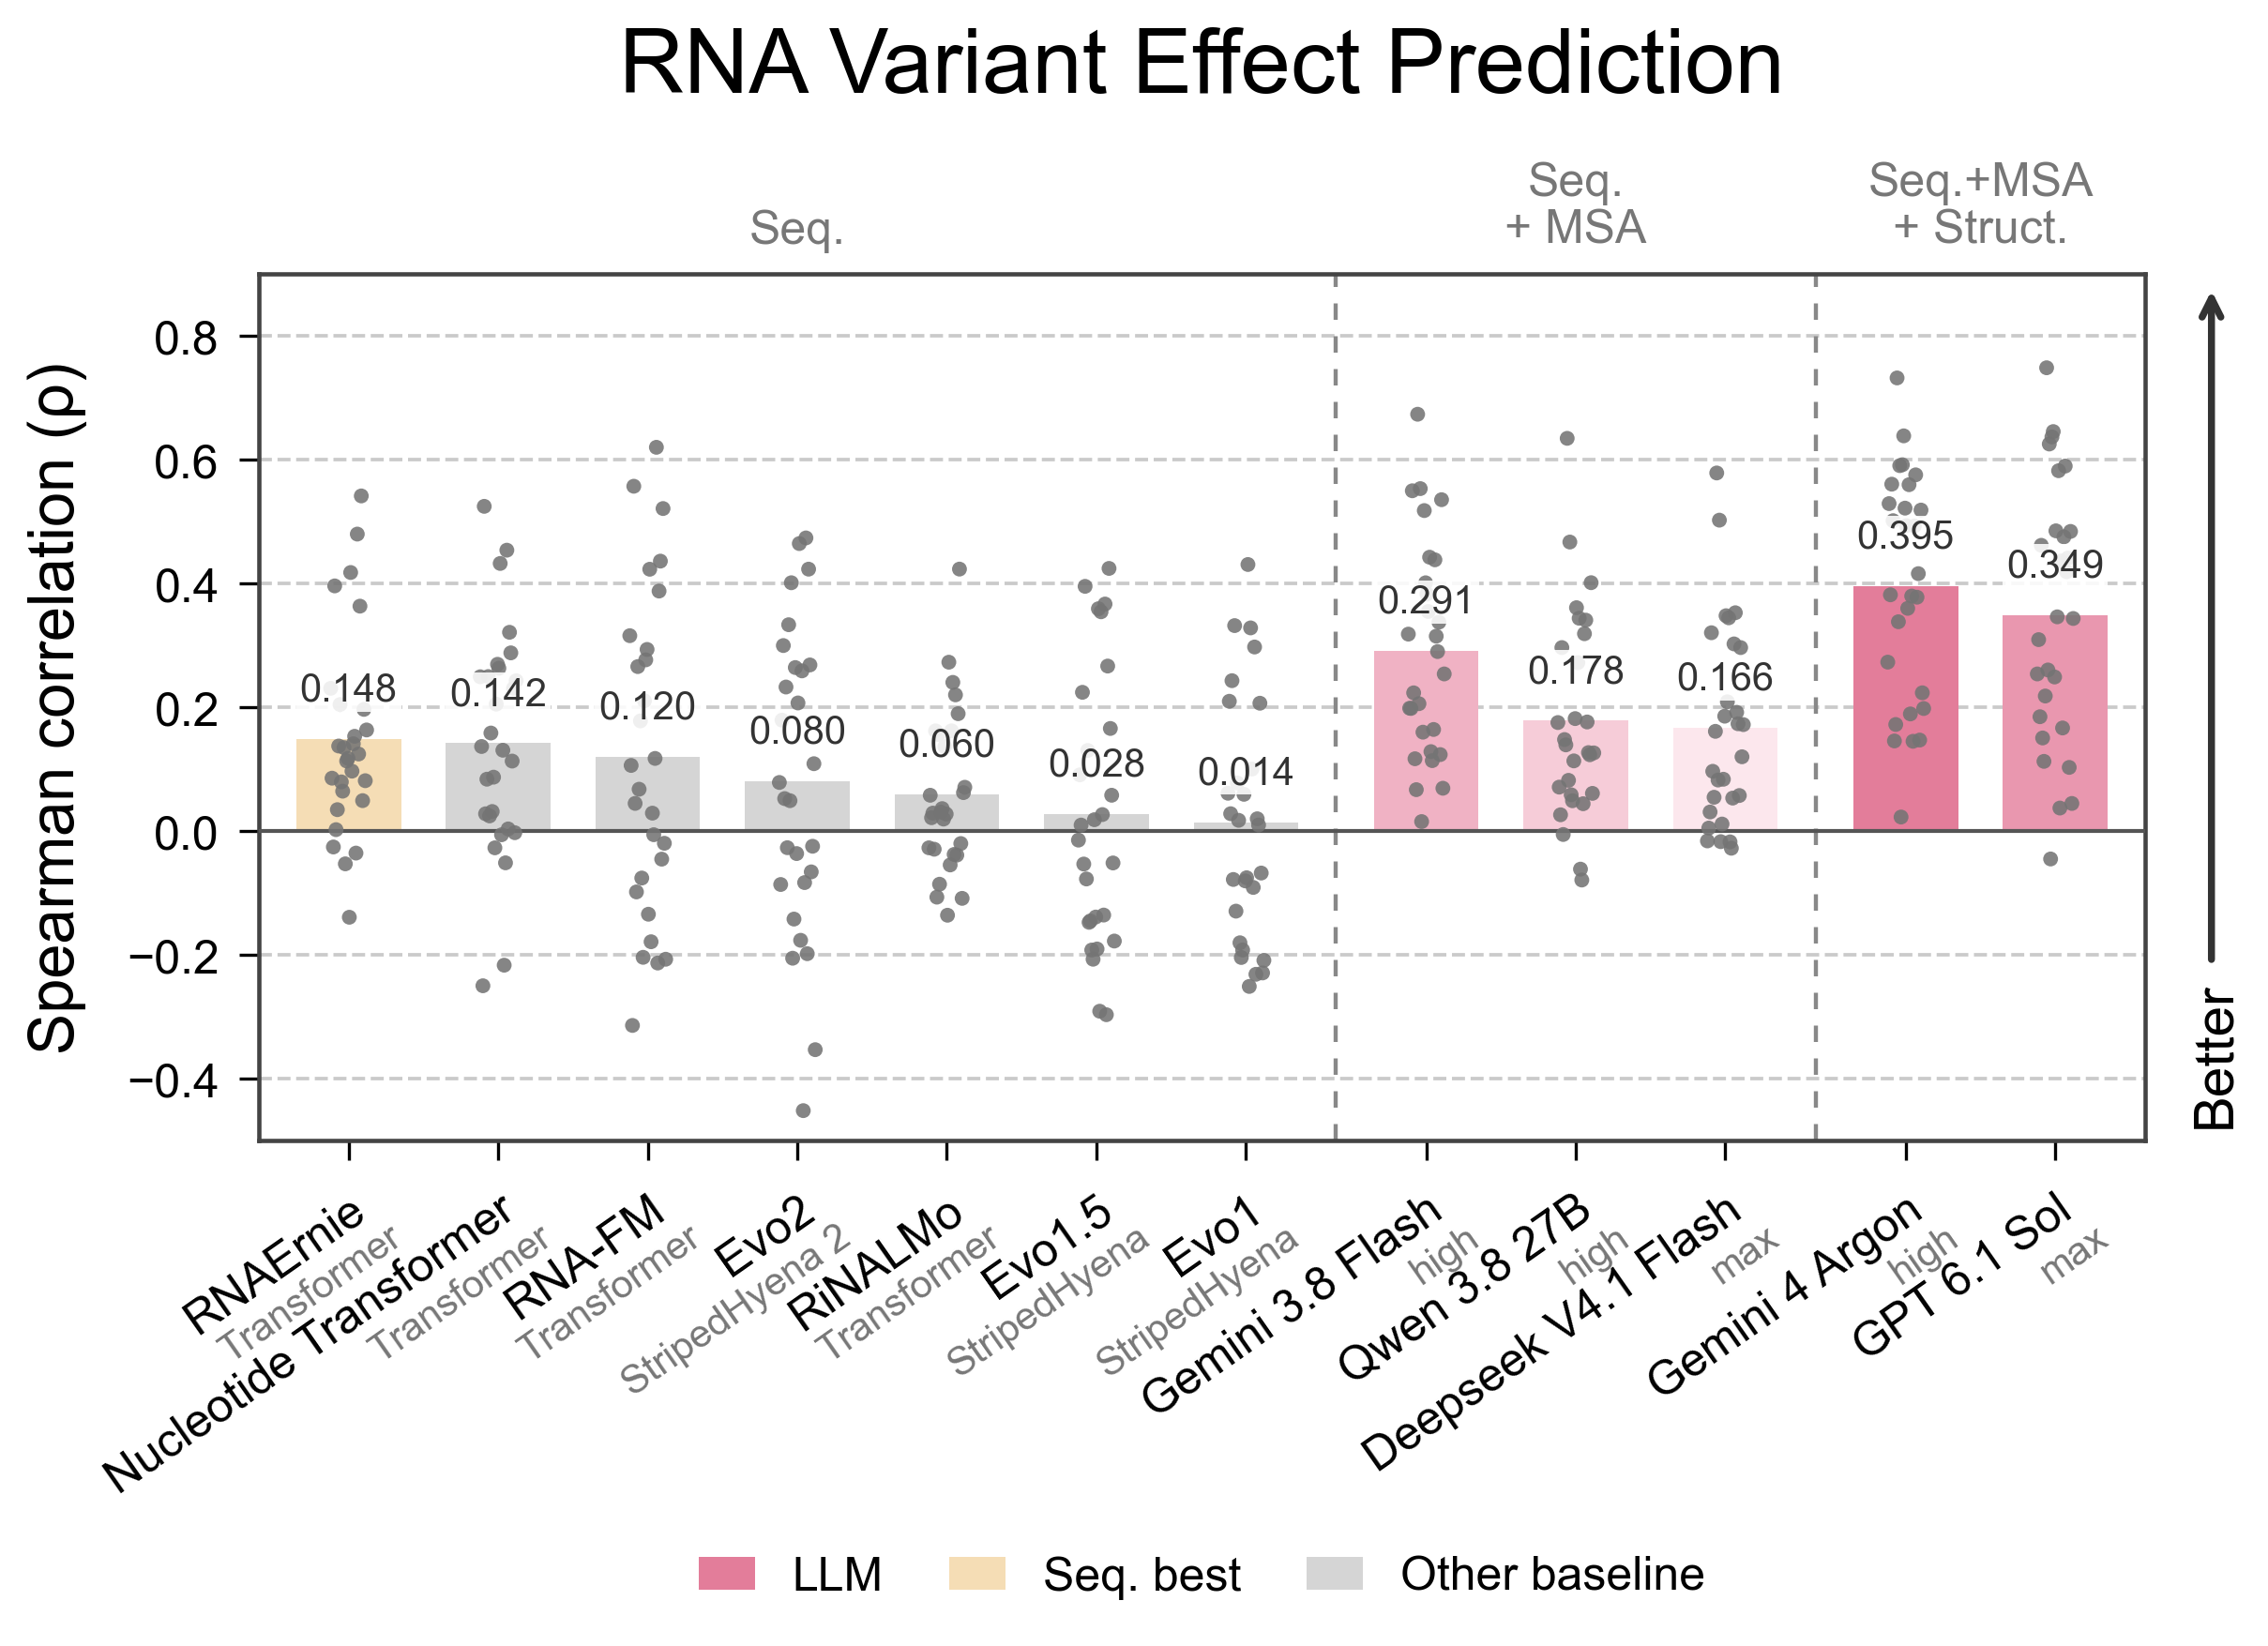 RNA Variant Effect Prediction
Seq.
Seq.
+ MSA
Seq.+MSA
+ Struct.
Spearman correlation (ρ)
0.8
0.6
0.4
0.2
0.0
−0.2
−0.4
0.148
0.142
0.120
0.080
0.060
0.028
0.014
0.291
0.178
0.166
0.395
0.349
Better
RNAErnie
Transformer
Nucleotide Transformer
Transformer
RNA-FM
Transformer
Evo2
StripedHyena 2
RiNALMo
Transformer
Evo1.5
StripedHyena
Evo1
StripedHyena
Gemini 3.8 Flash
high
Qwen 3.8 27B
high
Deepseek V4.1 Flash
max
Gemini 4 Argon
high
GPT 6.1 Sol
max
LLM
Seq. best
Other baseline